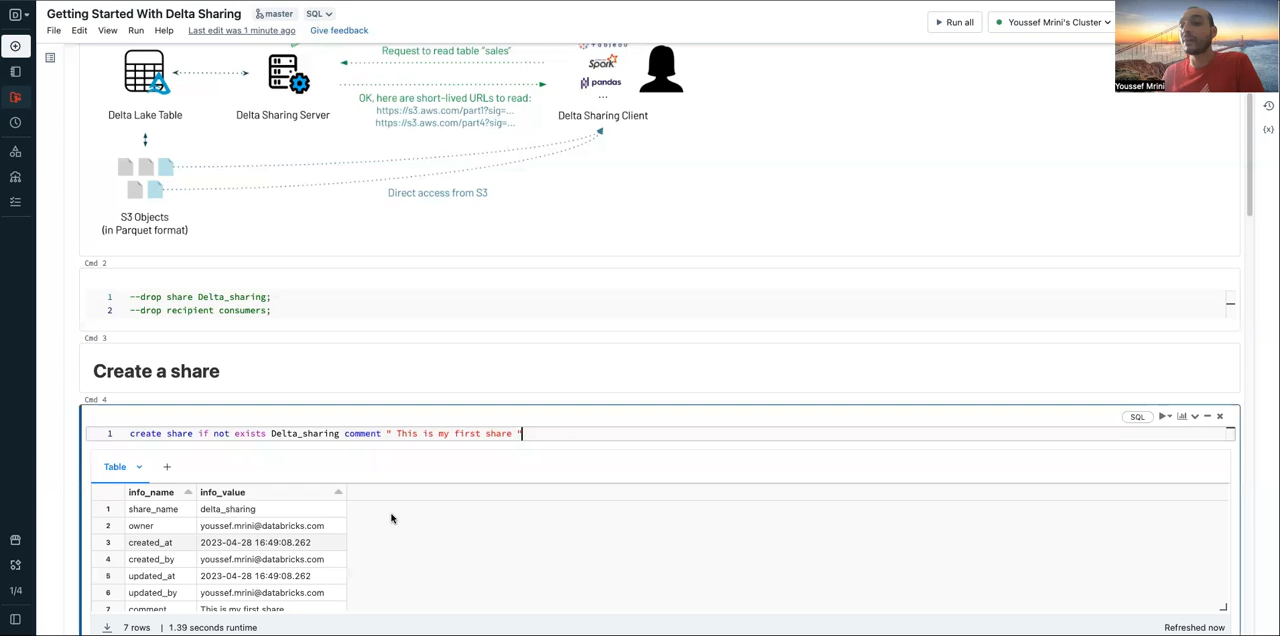 Getting Started With Delta Sharing master SQL
File Edit View Run Help Last edit was 1 minute ago Give feedback
Run all Youssef Mrini's Cluster
Youssef Mrini
Request to read table "sales"
Spark
pandas
...
OK, here are short-lived URLs to read:
https://s3.aws.com/part1?sig=...
https://s3.aws.com/part4?sig=...
Delta Lake Table Delta Sharing Server Delta Sharing Client
Direct access from S3
S3 Objects
(in Parquet format)
Cmd 2
1 --drop share Delta_sharing;
2 --drop recipient consumers;
Cmd 3
Create a share
Cmd 4
SQL
1 create share if not exists Delta_sharing comment " This is my first share "
Table +
info_name info_value
1 share_name delta_sharing
2 owner youssef.mrini@databricks.com
3 created_at 2023-04-28 16:49:08.262
4 created_by youssef.mrini@databricks.com
5 updated_at 2023-04-28 16:49:08.262
6 updated_by youssef.mrini@databricks.com
7 comment This is my first share
7 rows | 1.39 seconds runtime Refreshed now
1/4